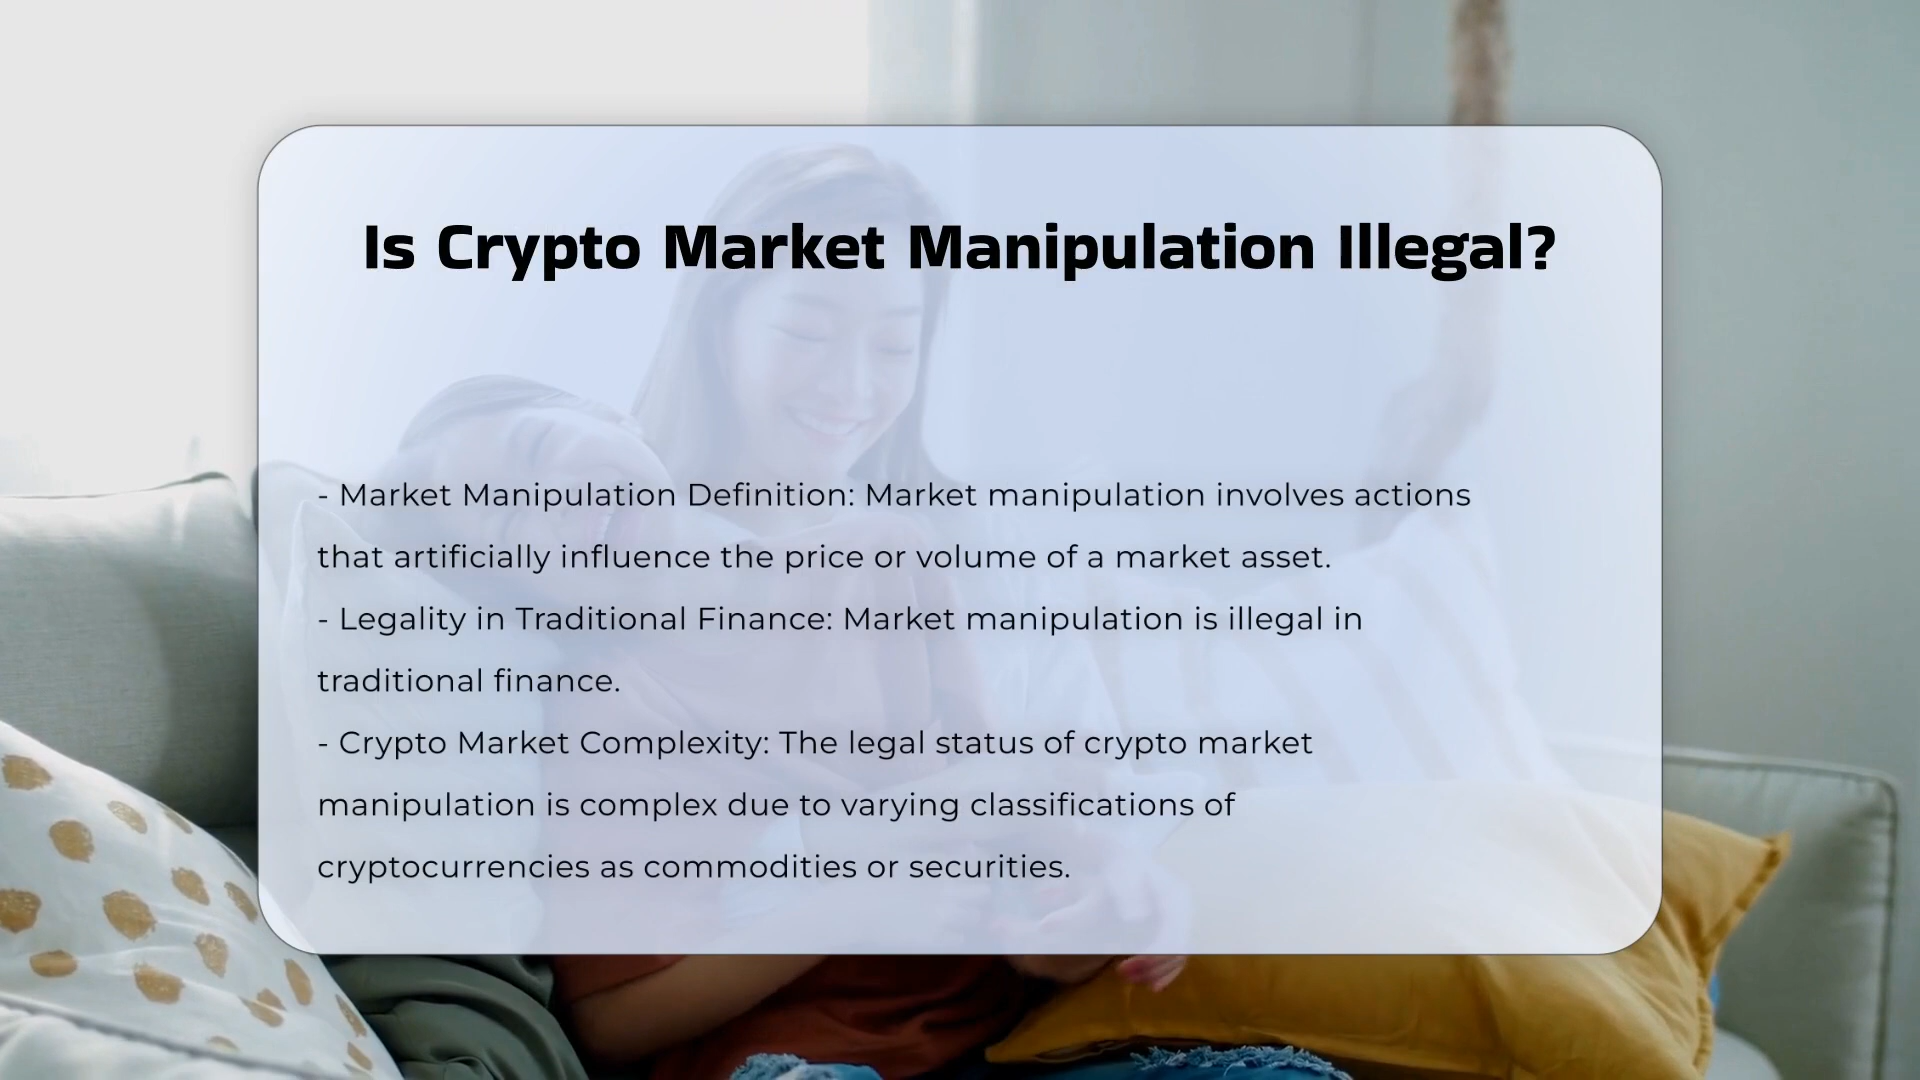 Is Crypto Market Manipulation Illegal?
- Market Manipulation Definition: Market manipulation involves actions
that artificially influence the price or volume of a market asset.
- Legality in Traditional Finance: Market manipulation is illegal in
traditional finance.
- Crypto Market Complexity: The legal status of crypto market
manipulation is complex due to varying classifications of
cryptocurrencies as commodities or securities.